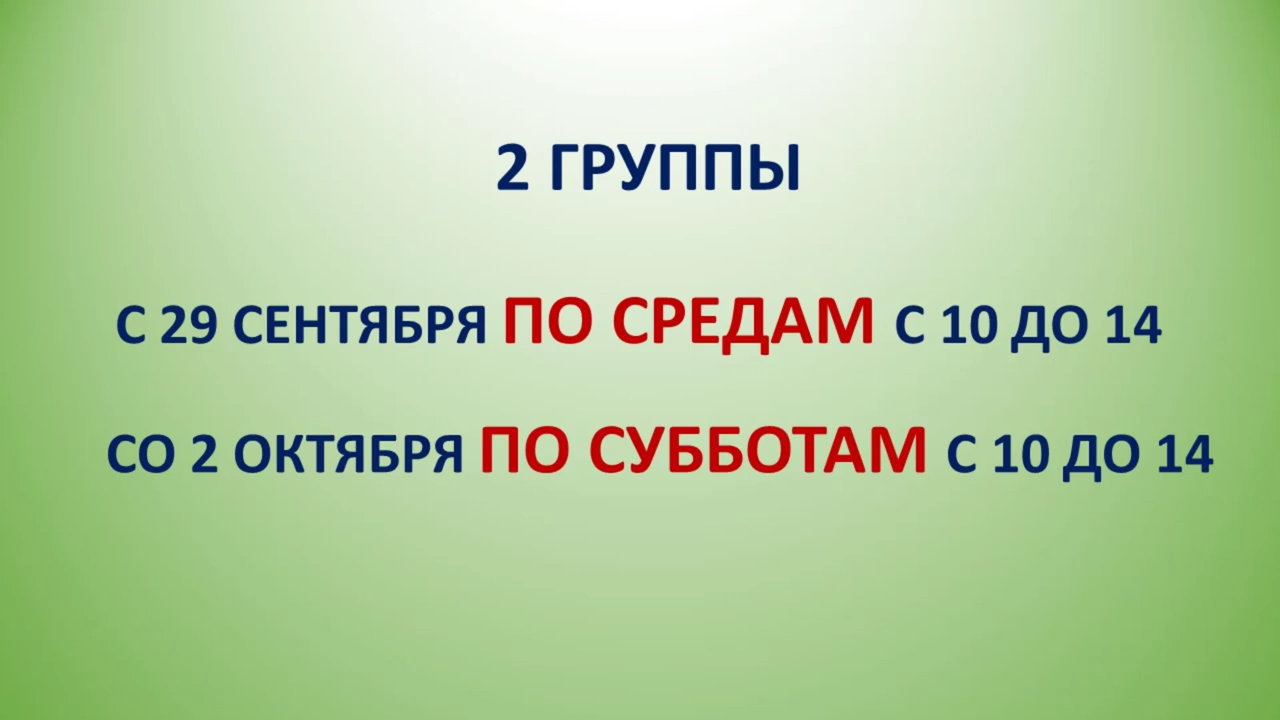 2 ГРУППЫ
С 29 СЕНТЯБРЯ ПО СРЕДАМ С 10 ДО 14
СО 2 ОКТЯБРЯ ПО СУББОТАМ С 10 ДО 14